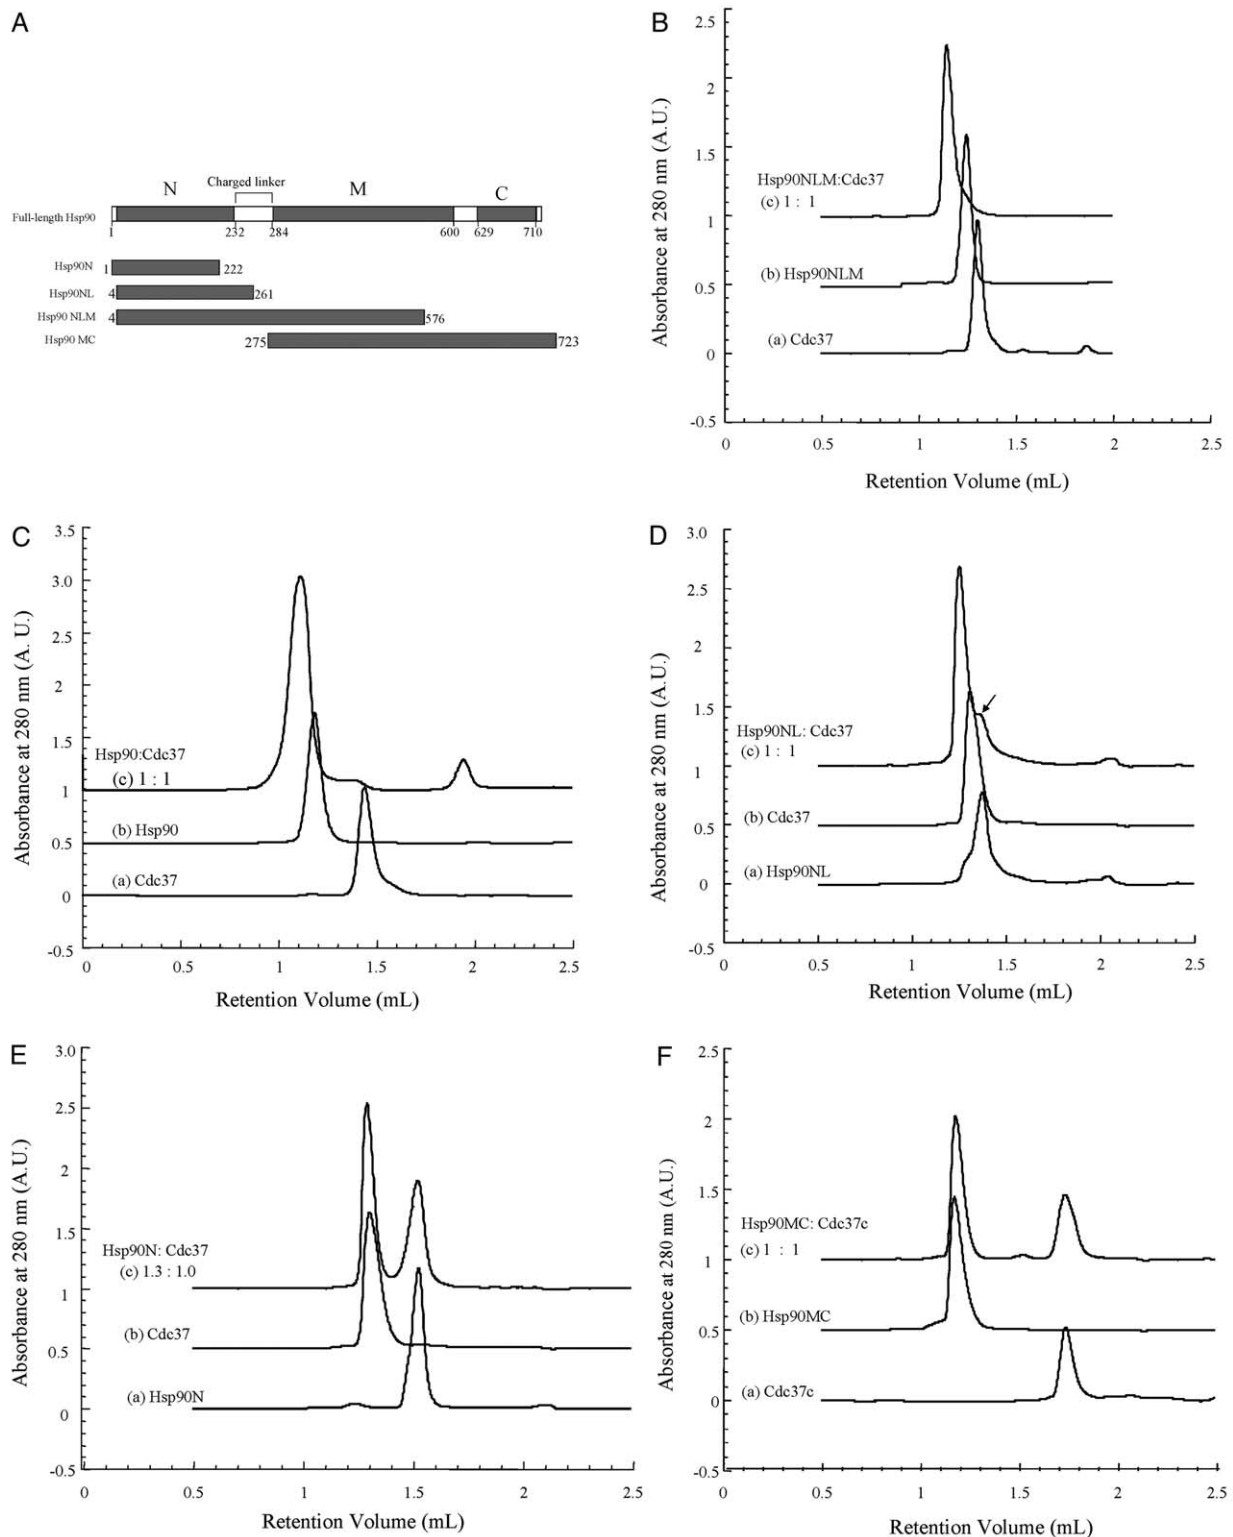 A
N
Charged linker
M
C
Full-length Hsp90
1 232 284 600 629 710
Hsp90N 1 222
Hsp90NL 4 261
Hsp90 NLM 4 576
Hsp90 MC 275 723
B
2.5
2
1.5
1
0.5
0
-0.5
Absorbance at 280 nm (A.U.)
Hsp90NLM:Cdc37
(c) 1 : 1
(b) Hsp90NLM
(a) Cdc37
0 0.5 1 1.5 2 2.5
Retention Volume (mL)
C
3.5
3.0
2.5
2
1.5
1
0.5
0
-0.5
Absorbance at 280 nm (A. U.)
Hsp90:Cdc37
(c) 1 : 1
(b) Hsp90
(a) Cdc37
0 0.5 1 1.5 2 2.5
Retention Volume (mL)
D
3.0
2.5
2
1.5
1
0.5
0
-0.5
Absorbance at 280 nm (A.U.)
Hsp90NL: Cdc37
(c) 1 : 1
(b) Cdc37
(a) Hsp90NL
0 0.5 1 1.5 2 2.5
Retention Volume (mL)
E
3.0
2.5
2
1.5
1
0.5
0
-0.5
Absorbance at 280 nm (A.U.)
Hsp90N: Cdc37
(c) 1.3 : 1.0
(b) Cdc37
(a) Hsp90N
0 0.5 1 1.5 2 2.5
Retention Volume (mL)
F
2.5
2
1.5
1
0.5
0
-0.5
Absorbance at 280 nm (A.U.)
Hsp90MC: Cdc37c
(c) 1 : 1
(b) Hsp90MC
(a) Cdc37c
0 0.5 1 1.5 2 2.5
Retention Volume (mL)